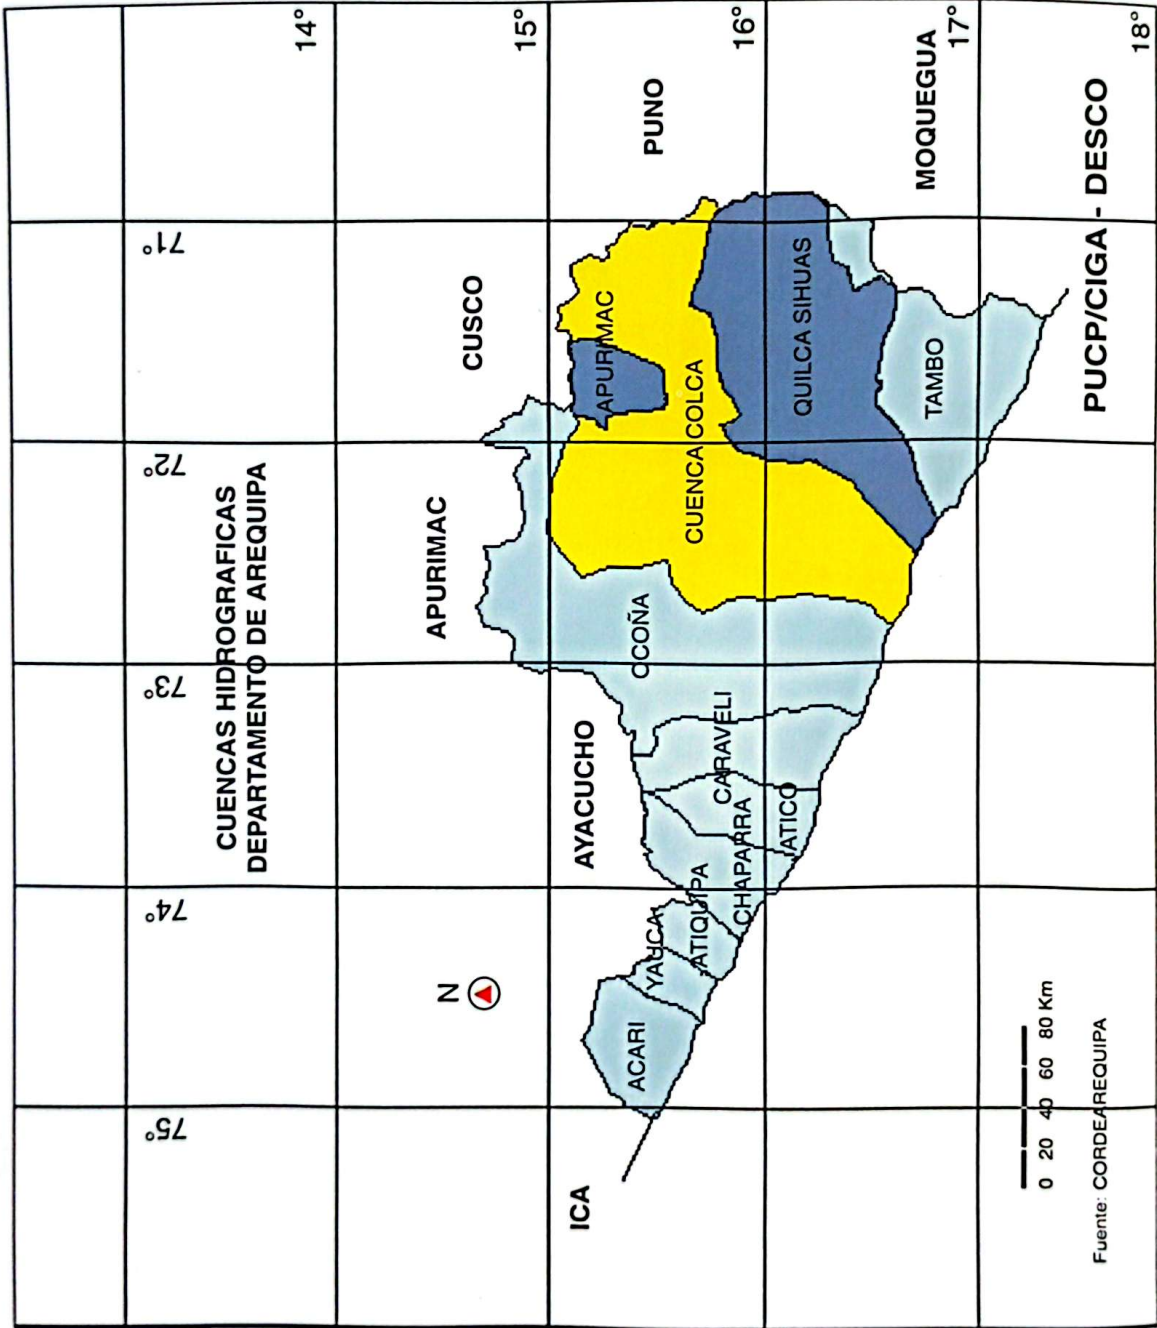 CUENCAS HIDROGRAFICAS
DEPARTAMENTO DE AREQUIPA
75°
74°
73°
72°
71°
14°
15°
16°
17°
18°
N
ICA
AYACUCHO
APURIMAC
CUSCO
PUNO
MOQUEGUA
ACARI
YAUCA
ATIQUIPA
CHAPARRA
ATICO
CARAVELI
OCOÑA
CUENCA COLCA
APURIMAC
QUILCA SIHUAS
TAMBO
0 20 40 60 80 Km
Fuente: CORDEAREQUIPA
PUCP/CIGA - DESCO